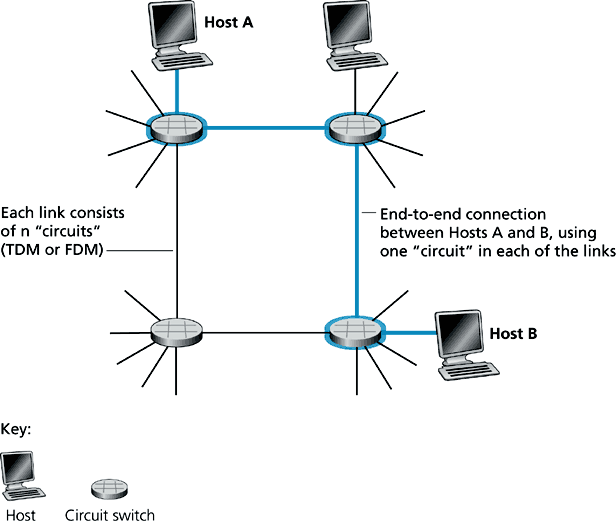 Host A
Each link consists
of n “circuits”
(TDM or FDM)
End-to-end connection
between Hosts A and B, using
one “circuit” in each of the links
Host B
Key:
Host
Circuit switch